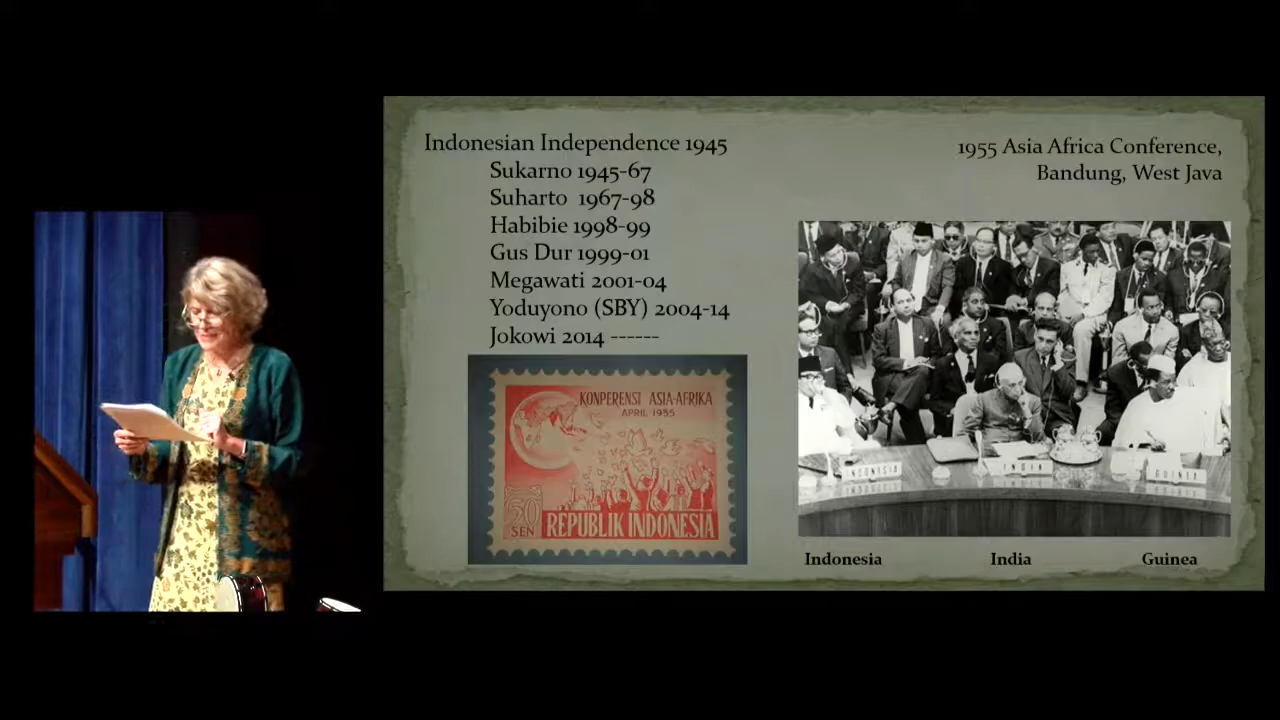 Indonesian Independence 1945
Sukarno 1945-67
Suharto 1967-98
Habibie 1998-99
Gus Dur 1999-01
Megawati 2001-04
Yoduyono (SBY) 2004-14
Jokowi 2014 ------
KONPERENSI ASIA-AFRIKA
APRIL 1955
50
SEN
REPUBLIK INDONESIA
1955 Asia Africa Conference,
Bandung, West Java
INDONESIA
INDIA
GUINEA
Indonesia
India
Guinea